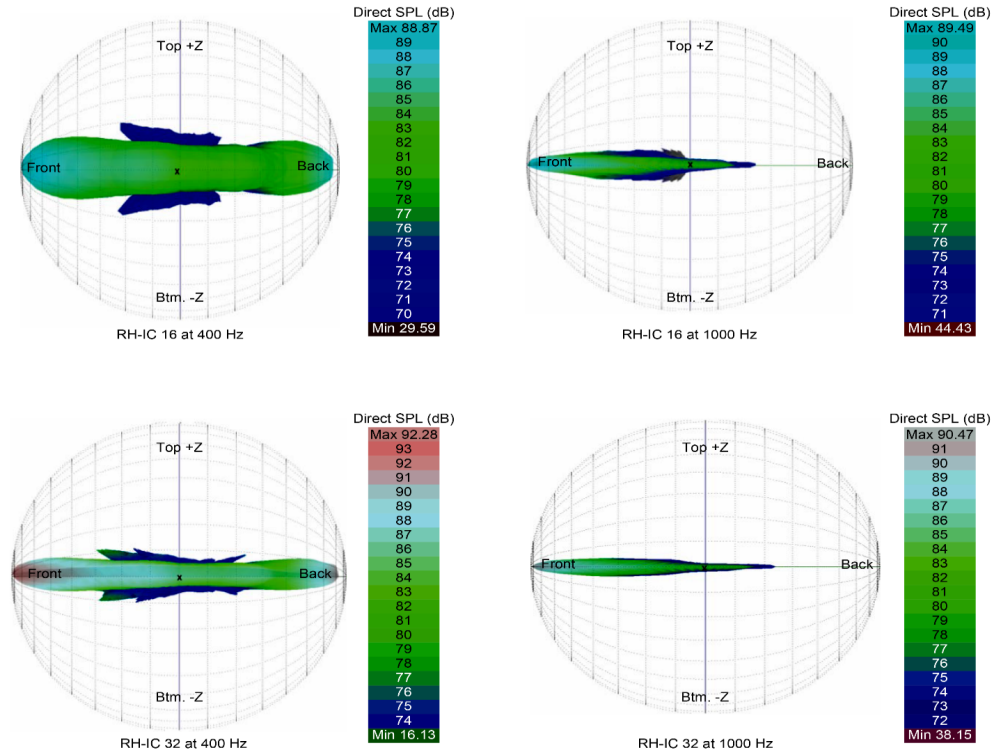 Direct SPL (dB)
Max 88.87
89
88
87
86
85
84
83
82
81
80
79
78
77
76
75
74
73
72
71
70
Min 29.59
Top +Z
Front
Back
x
Btm. -Z
RH-IC 16 at 400 Hz
Direct SPL (dB)
Max 89.49
90
89
88
87
86
85
84
83
82
81
80
79
78
77
76
75
74
73
72
71
Min 44.43
Top +Z
Front
Back
x
Btm. -Z
RH-IC 16 at 1000 Hz
Direct SPL (dB)
Max 92.28
93
92
91
90
89
88
87
86
85
84
83
82
81
80
79
78
77
76
75
74
Min 16.13
Top +Z
Front
Back
x
Btm. -Z
RH-IC 32 at 400 Hz
Direct SPL (dB)
Max 90.47
91
90
89
88
87
86
85
84
83
82
81
80
79
78
77
76
75
74
73
72
Min 38.15
Top +Z
Front
Back
x
Btm. -Z
RH-IC 32 at 1000 Hz